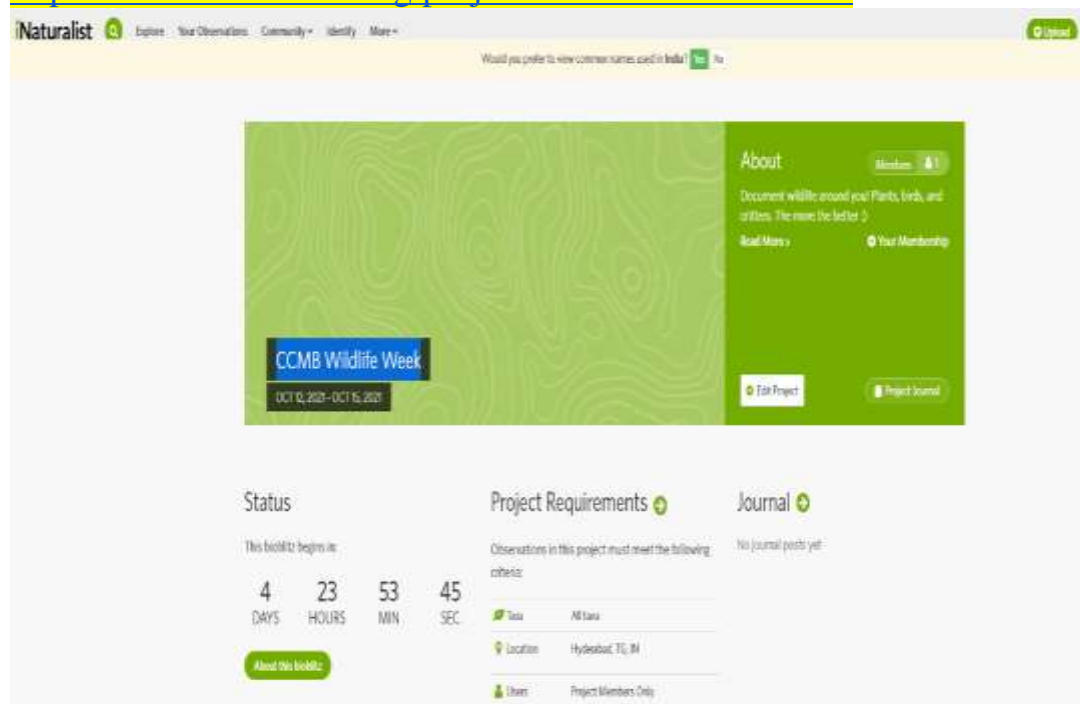 iNaturalist Explore Your Observations Community Identify More Upload
Would you prefer to view common names used in India? Yes No
About Members 1
Document wildlife around you! Plants, birds, and
critters. The more the better :)
Read More > Your Membership
CCMB Wildlife Week
OCT 12, 2021 - OCT 15, 2021
Edit Project Project Journal
Status
This bioblitz begins in:
4 23 53 45
DAYS HOURS MIN SEC
About this bioblitz
Project Requirements
Observations in this project must meet the following
criteria:
Taxa All taxa
Location Hyderabad, TG, IN
Users Project Members Only
Journal
No journal posts yet